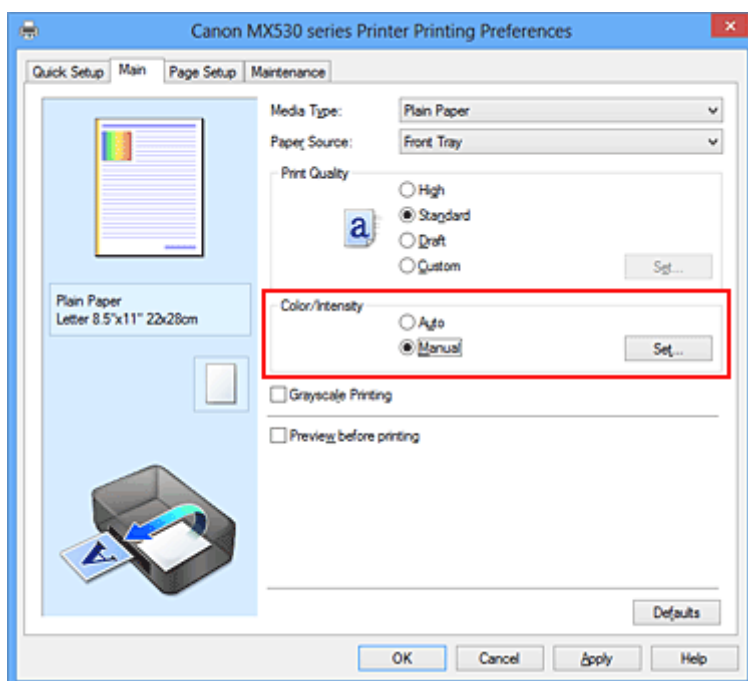 Canon MX530 series Printer Printing Preferences
Quick Setup Main Page Setup Maintenance
Media Type: Plain Paper
Paper Source: Front Tray
Print Quality
High
a Standard
Draft
Custom Set...
Plain Paper
Letter 8.5"x11" 22x28cm
Color/Intensity
Auto
Manual Set...
Grayscale Printing
Preview before printing
A
Defaults
OK Cancel Apply Help